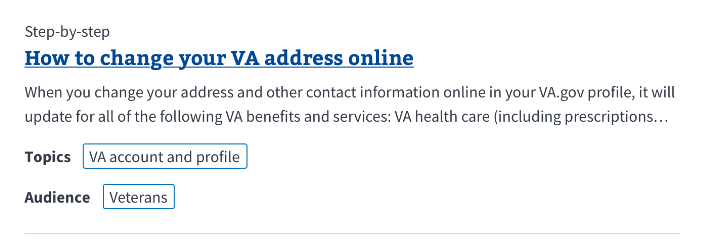 Step-by-step
How to change your VA address online
When you change your address and other contact information online in your VA.gov profile, it will
update for all of the following VA benefits and services: VA health care (including prescriptions…
Topics VA account and profile
Audience Veterans